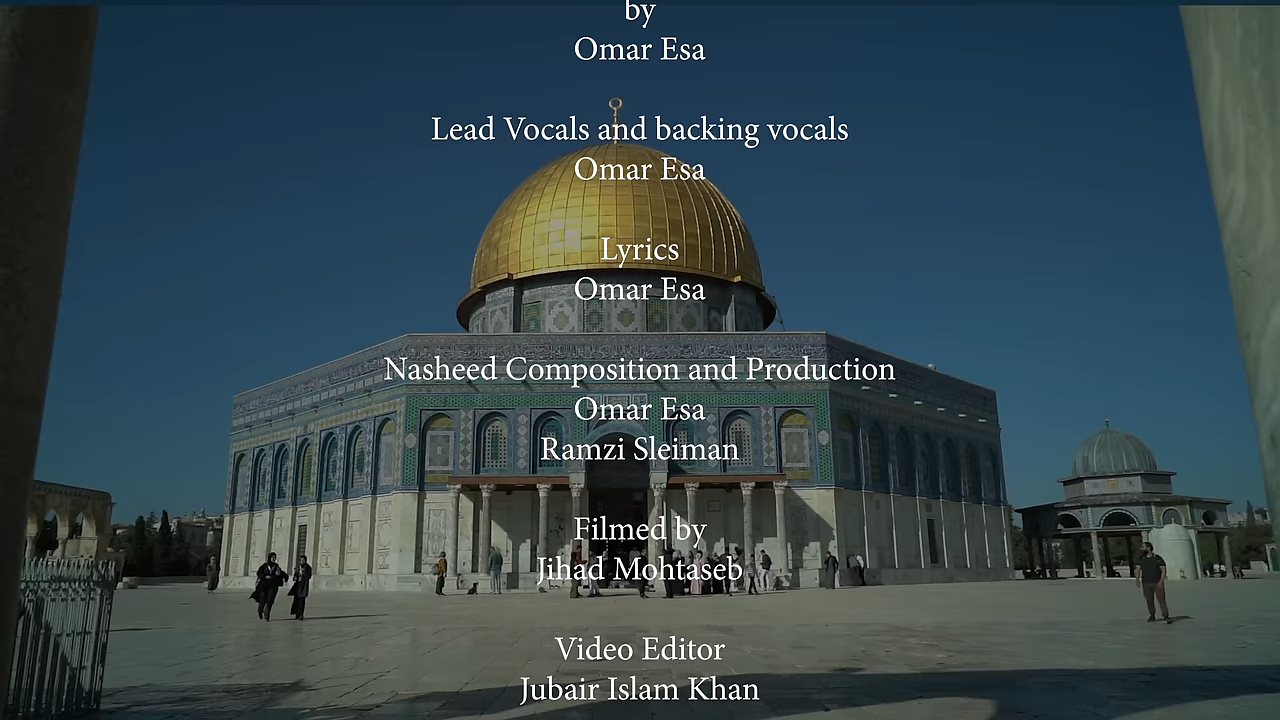 by
Omar Esa
Lead Vocals and backing vocals
Omar Esa
Lyrics
Omar Esa
Nasheed Composition and Production
Omar Esa
Ramzi Sleiman
Filmed by
Jihad Mohtaseb
Video Editor
Jubair Islam Khan